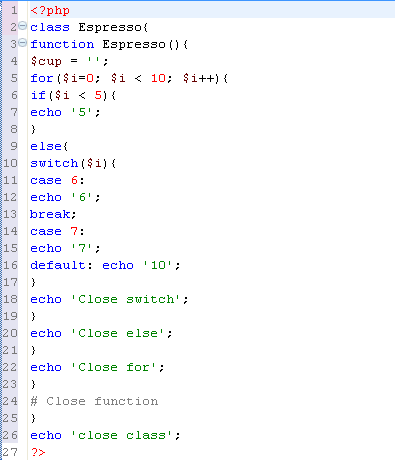 1 <?php
2 class Espresso{
3 function Espresso(){
4 $cup = '';
5 for($i=0; $i < 10; $i++){
6 if($i < 5){
7 echo '5';
8 }
9 else{
10 switch($i){
11 case 6:
12 echo '6';
13 break;
14 case 7:
15 echo '7';
16 default: echo '10';
17 }
18 echo 'Close switch';
19 }
20 echo 'Close else';
21 }
22 echo 'Close for';
23 }
24 # Close function
25 }
26 echo 'close class';
27 ?>